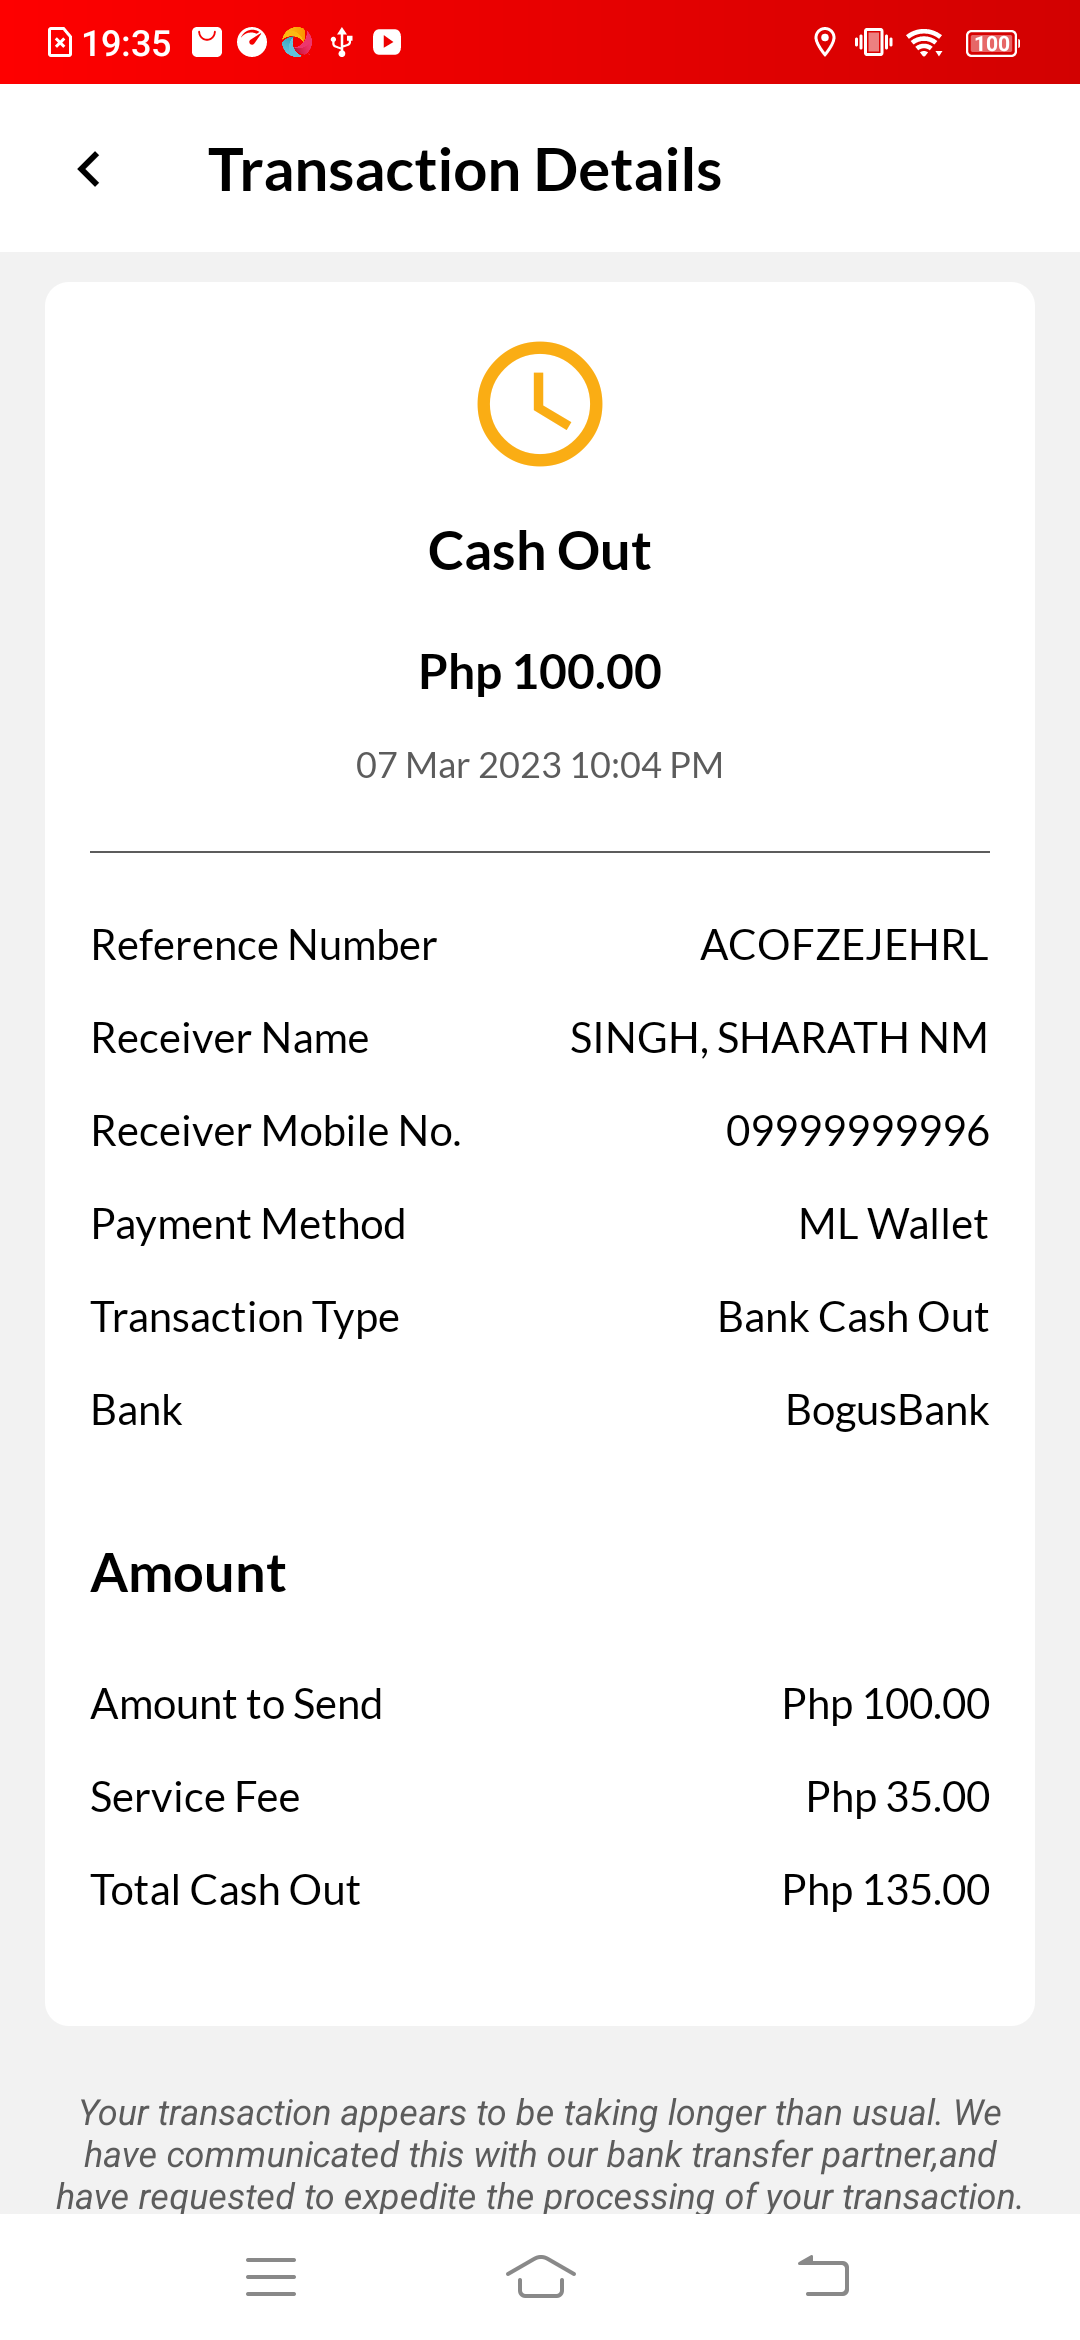 19:35
100
Transaction Details
Cash Out
Php 100.00
07 Mar 2023 10:04 PM
Reference Number ACOFZEJEHRL
Receiver Name SINGH, SHARATH NM
Receiver Mobile No. 09999999996
Payment Method ML Wallet
Transaction Type Bank Cash Out
Bank BogusBank
Amount
Amount to Send Php 100.00
Service Fee Php 35.00
Total Cash Out Php 135.00
Your transaction appears to be taking longer than usual. We
have communicated this with our bank transfer partner,and
have requested to expedite the processing of your transaction.